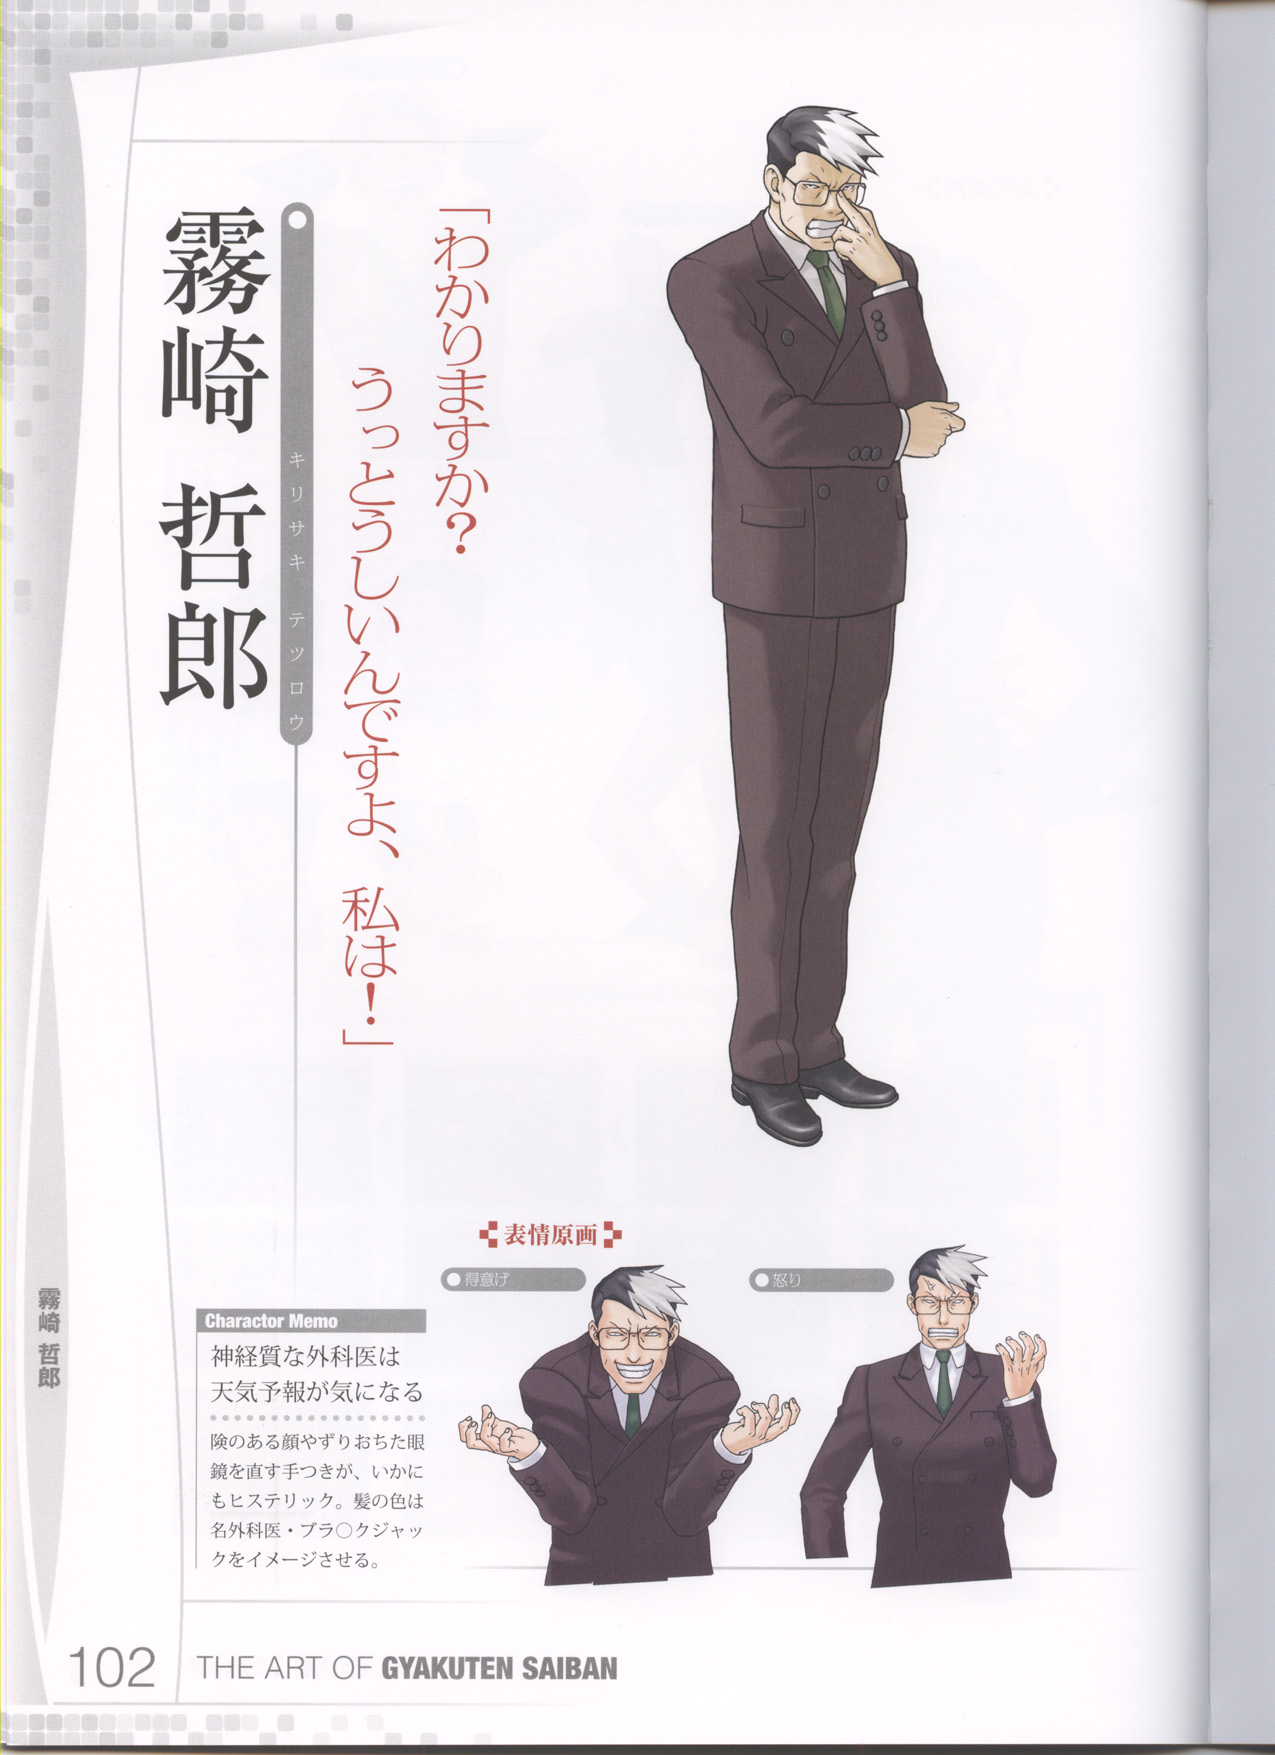 「わかりますか?
うっとうしいんですよ、私は!」
キリサキ テツロウ
霧崎 哲郎
霧崎 哲郎
表情原画
得意げ
怒り
Charactor Memo
神経質な外科医は
天気予報が気になる
険のある顔やずりおちた眼
鏡を直す手つきが、いかに
もヒステリック。髪の色は
名外科医・ブラ○クジャッ
クをイメージさせる。
102
THE ART OF GYAKUTEN SAIBAN